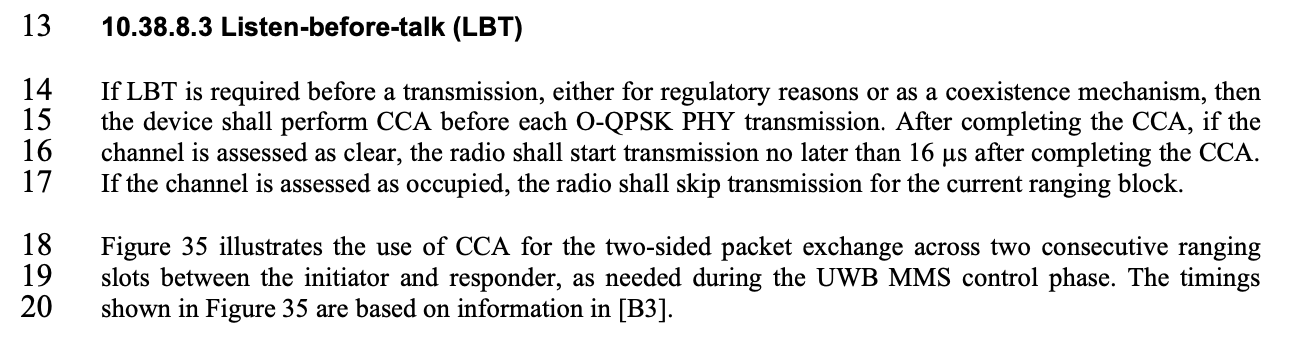 13 10.38.8.3 Listen-before-talk (LBT)
14 If LBT is required before a transmission, either for regulatory reasons or as a coexistence mechanism, then
15 the device shall perform CCA before each O-QPSK PHY transmission. After completing the CCA, if the
16 channel is assessed as clear, the radio shall start transmission no later than 16 μs after completing the CCA.
17 If the channel is assessed as occupied, the radio shall skip transmission for the current ranging block.
18 Figure 35 illustrates the use of CCA for the two-sided packet exchange across two consecutive ranging
19 slots between the initiator and responder, as needed during the UWB MMS control phase. The timings
20 shown in Figure 35 are based on information in [B3].